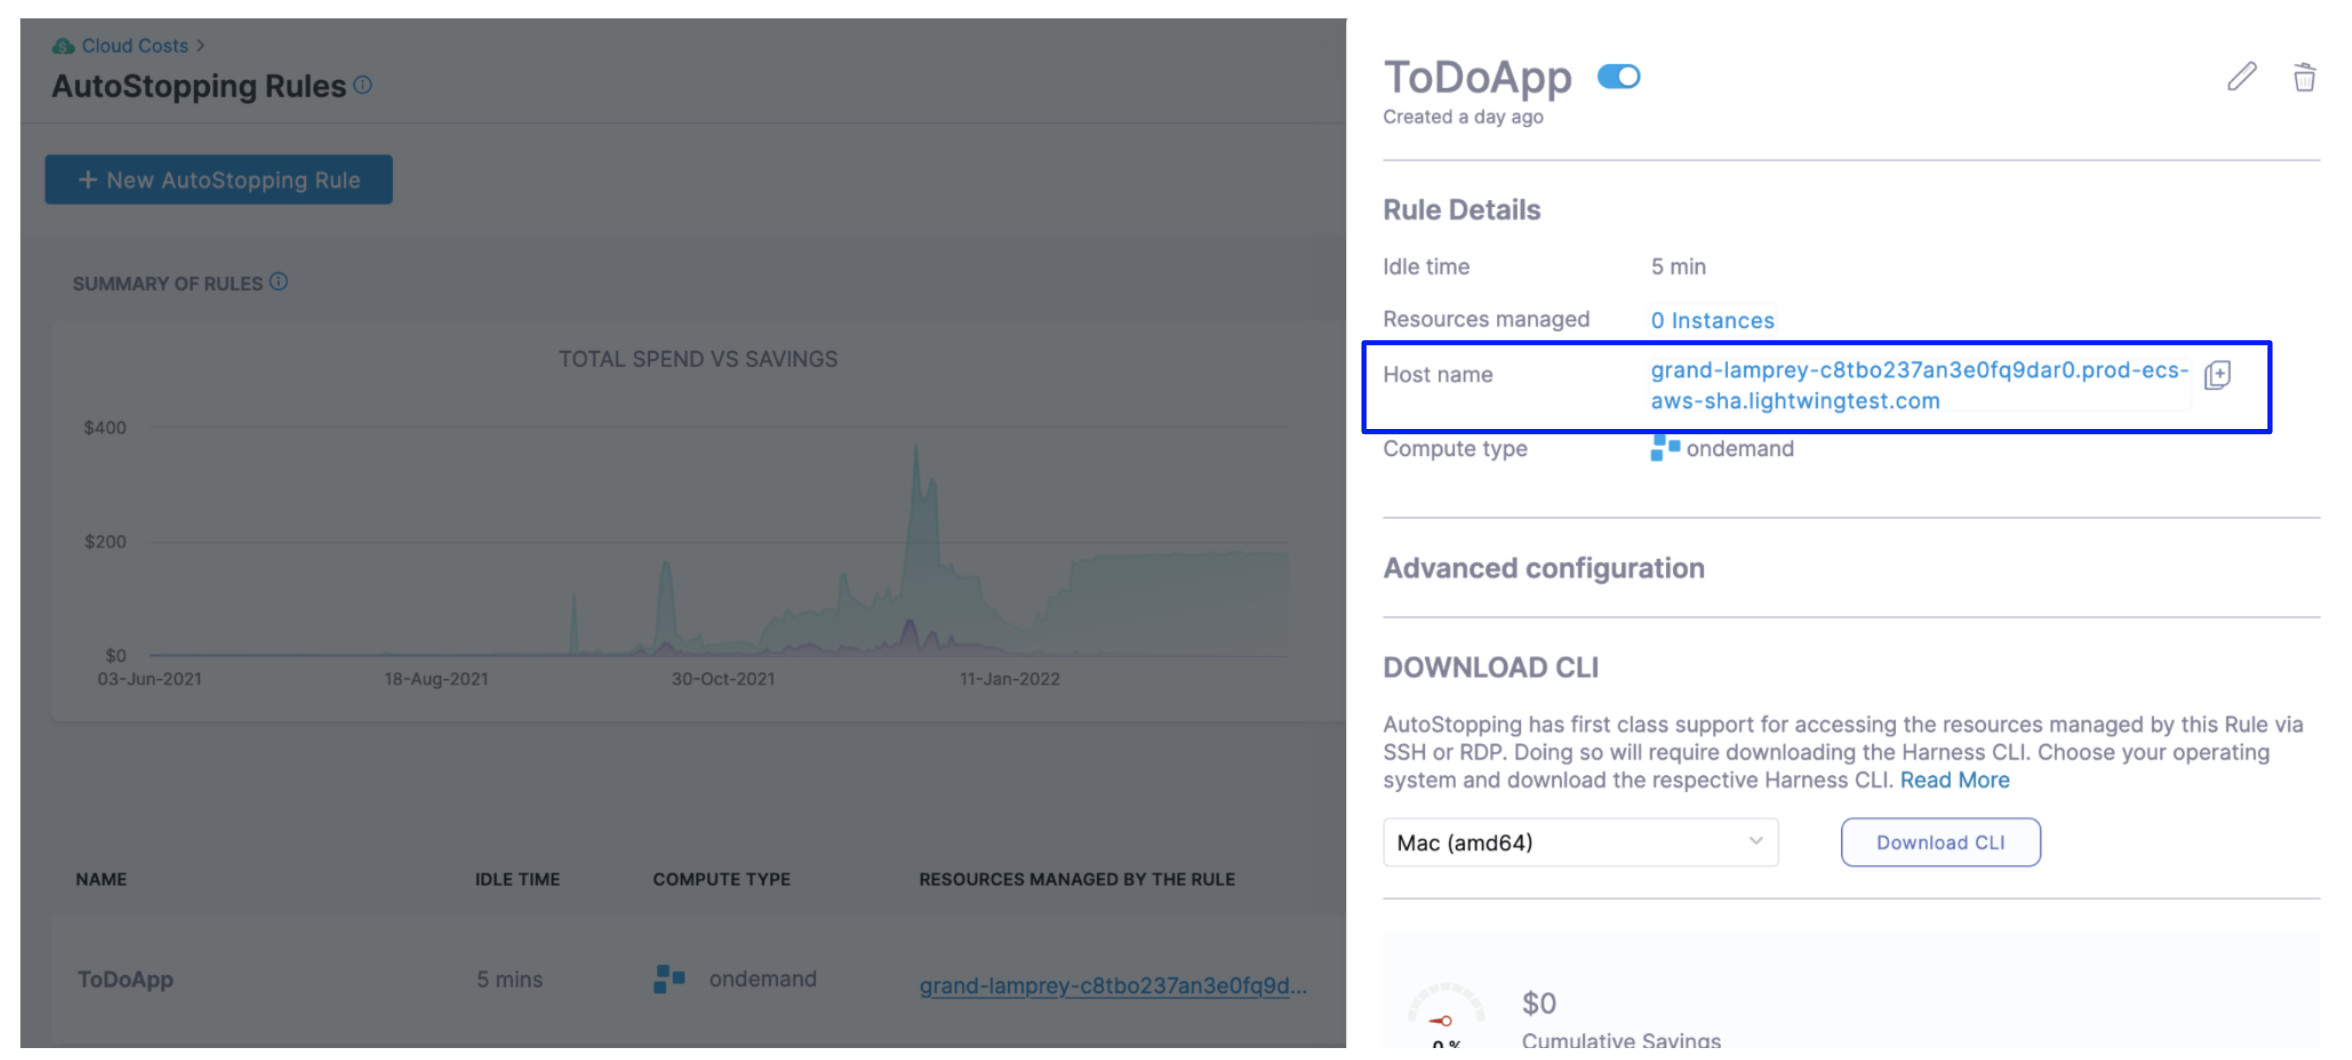 Cloud Costs >
AutoStopping Rules
+ New AutoStopping Rule
SUMMARY OF RULES
TOTAL SPEND VS SAVINGS
$400
$200
$0
03-Jun-2021 18-Aug-2021 30-Oct-2021 11-Jan-2022
NAME IDLE TIME COMPUTE TYPE RESOURCES MANAGED BY THE RULE
ToDoApp 5 mins ondemand grand-lamprey-c8tbo237an3e0fq9d...
ToDoApp
Created a day ago
Rule Details
Idle time 5 min
Resources managed 0 Instances
Host name grand-lamprey-c8tbo237an3e0fq9dar0.prod-ecs-
aws-sha.lightwingtest.com
Compute type ondemand
Advanced configuration
DOWNLOAD CLI
AutoStopping has first class support for accessing the resources managed by this Rule via
SSH or RDP. Doing so will require downloading the Harness CLI. Choose your operating
system and download the respective Harness CLI. Read More
Mac (amd64) Download CLI
$0
0 % Cumulative Savings